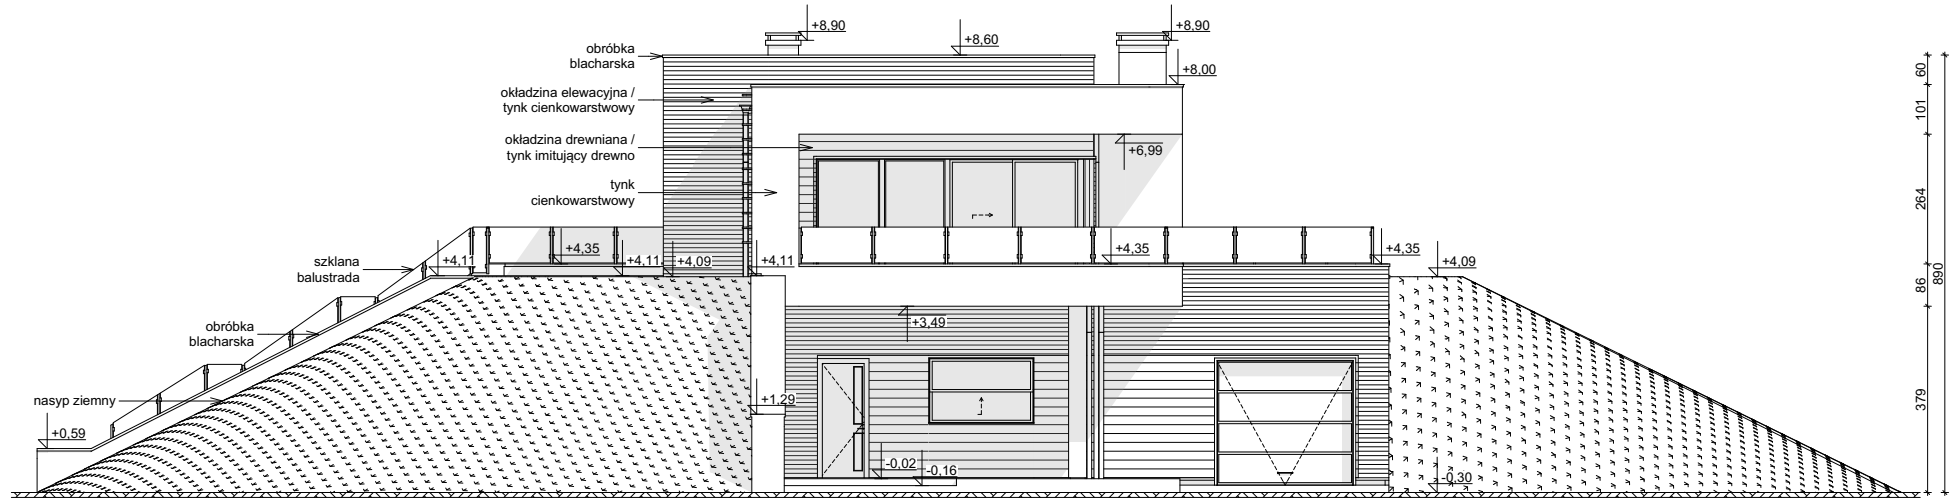 +8,90
+8,90
+8,60
obróbka
blacharska
+8,00
60
okładzina elewacyjna /
tynk cienkowarstwowy
101
okładzina drewniana /
tynk imitujący drewno
+6,99
tynk
cienkowarstwowy
264
+4,35
+4,35
+4,35
szklana
balustrada
+4,11
+4,11
+4,09
+4,11
+4,09
86
890
+3,49
obróbka
blacharska
nasyp ziemny
+1,29
379
+0,59
-0,02
-0,16
-0,30